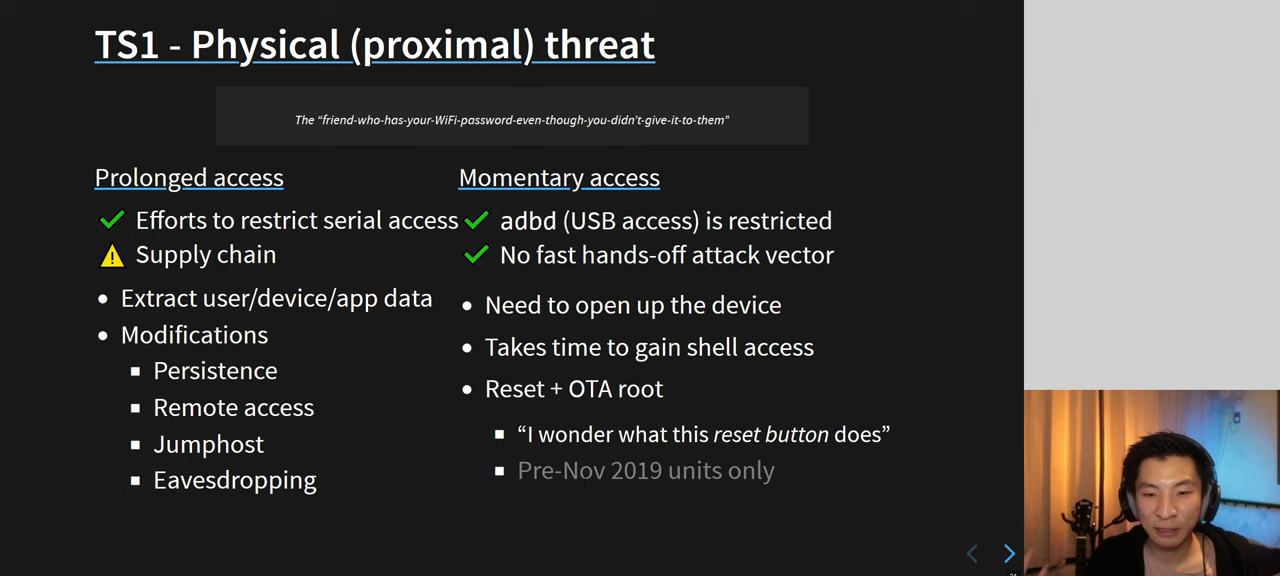 TS1 - Physical (proximal) threat
The “friend-who-has-your-WiFi-password-even-though-you-didn't-give-it-to-them”
Prolonged access
Efforts to restrict serial access
Supply chain
Extract user/device/app data
Modifications
Persistence
Remote access
Jumphost
Eavesdropping
Momentary access
adbd (USB access) is restricted
No fast hands-off attack vector
Need to open up the device
Takes time to gain shell access
Reset + OTA root
“I wonder what this reset button does”
Pre-Nov 2019 units only